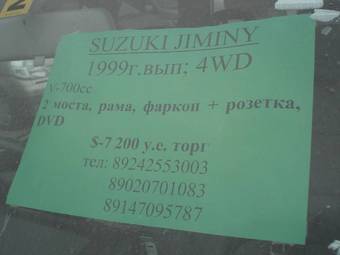 SUZUKI JIMINY
1999г.вып; 4WD
V-700cc
2 моста, рама, фаркоп + розетка,
DVD
$-7 200 у.е. торг
тел: 89242553003
89020701083
89147095787